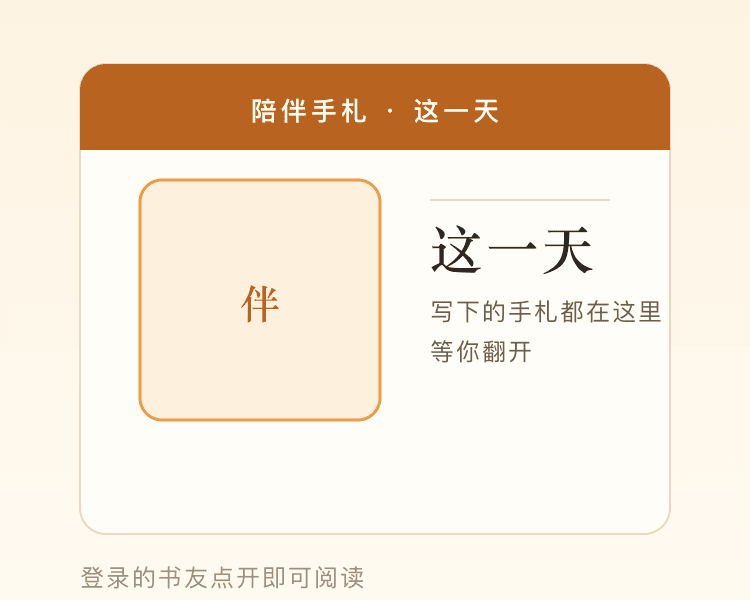 陪伴手札 · 这一天
伴
这一天
写下的手札都在这里
等你翻开
登录的书友点开即可阅读